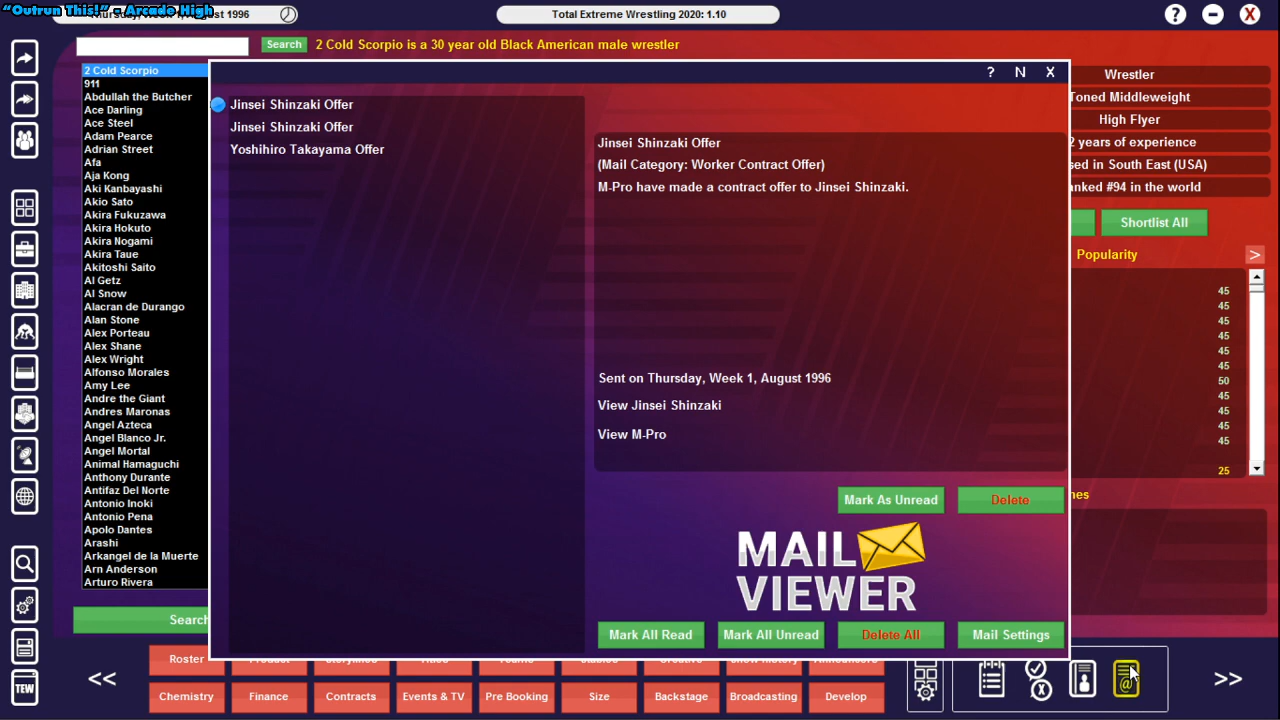 "Outrun This!" - Arcade High
Week 1, August 1996
Total Extreme Wrestling 2020: 1.10
?
X
Search
2 Cold Scorpio is a 30 year old Black American male wrestler
2 Cold Scorpio
911
Abdullah the Butcher
Ace Darling
Ace Steel
Adam Pearce
Adrian Street
Afa
Aja Kong
Aki Kanbayashi
Akio Sato
Akira Fukuzawa
Akira Hokuto
Akira Nogami
Akira Taue
Akitoshi Saito
Al Getz
Al Snow
Alacran de Durango
Alan Stone
Alex Porteau
Alex Shane
Alex Wright
Alfonso Morales
Amy Lee
Andre the Giant
Andres Maronas
Angel Azteca
Angel Blanco Jr.
Angel Mortal
Animal Hamaguchi
Anthony Durante
Antifaz Del Norte
Antonio Inoki
Antonio Pena
Apolo Dantes
Arashi
Arkangel de la Muerte
Arn Anderson
Arturo Rivera
Search
? N X
Jinsei Shinzaki Offer
Jinsei Shinzaki Offer
Yoshihiro Takayama Offer
Jinsei Shinzaki Offer
(Mail Category: Worker Contract Offer)
M-Pro have made a contract offer to Jinsei Shinzaki.
Sent on Thursday, Week 1, August 1996
View Jinsei Shinzaki
View M-Pro
Mark As Unread
Delete
MAIL
VIEWER
Mark All Read
Mark All Unread
Delete All
Mail Settings
Wrestler
Toned Middleweight
High Flyer
2 years of experience
sed in South East (USA)
anked #94 in the world
Shortlist All
Popularity
>
45
45
45
45
45
45
50
45
45
45
45
25
nes
TEW
<<
Roster
Chemistry
Finance
Contracts
Events & TV
Pre Booking
Size
Creative
Backstage
Show History
Broadcasting
Develop
>>